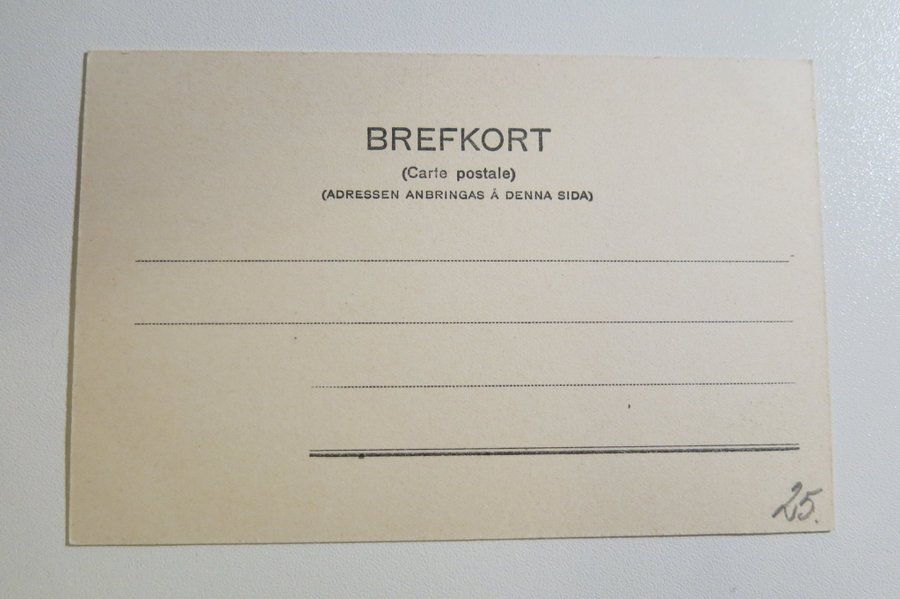 BREFKORT
(Carte postale)
(ADRESSEN ANBRINGAS Å DENNA SIDA)
25.